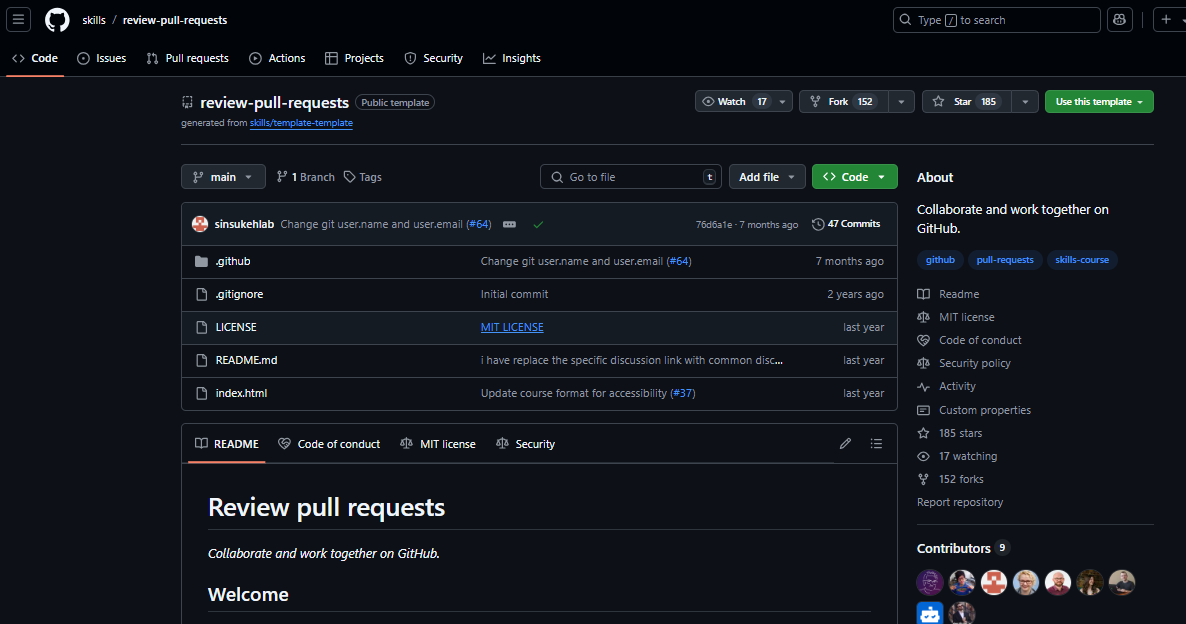 skills / review-pull-requests
Type / to search
Code Issues Pull requests Actions Projects Security Insights
review-pull-requests Public template
Watch 17 Fork 152 Star 185 Use this template
generated from skills/template-template
main 1 Branch Tags Go to file t Add file Code
sinsukehlab Change git user.name and user.email (#64) 76d6a1e · 7 months ago 47 Commits
.github Change git user.name and user.email (#64) 7 months ago
.gitignore Initial commit 2 years ago
LICENSE MIT LICENSE last year
README.md i have replace the specific discussion link with common disc... last year
index.html Update course format for accessibility (#37) last year
README Code of conduct MIT license Security
Review pull requests
Collaborate and work together on GitHub.
Welcome
About
Collaborate and work together on
GitHub.
github pull-requests skills-course
Readme
MIT license
Code of conduct
Security policy
Activity
Custom properties
185 stars
17 watching
152 forks
Report repository
Contributors 9